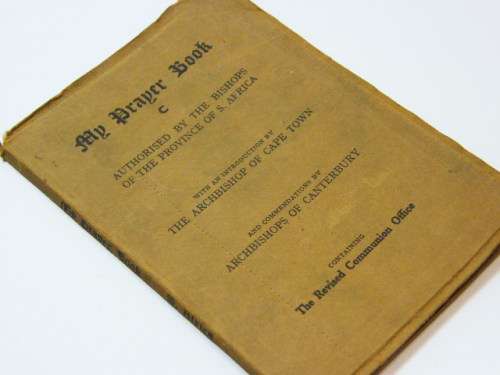 My Prayer Book
C
AUTHORISED BY THE BISHOPS
OF THE PROVINCE OF S. AFRICA
WITH AN INTRODUCTION BY
THE ARCHBISHOP OF CAPE TOWN
AND COMMENDATIONS BY
ARCHBISHOPS OF CANTERBURY
CONTAINING
The Revised Communion Office